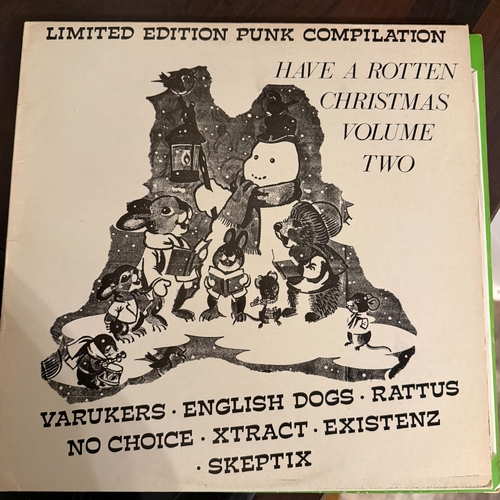 LIMITED EDITION PUNK COMPILATION
HAVE A ROTTEN
CHRISTMAS
VOLUME
TWO
VARUKERS · ENGLISH DOGS · RATTUS
NO CHOICE · XTRACT · EXISTENZ
· SKEPTIX